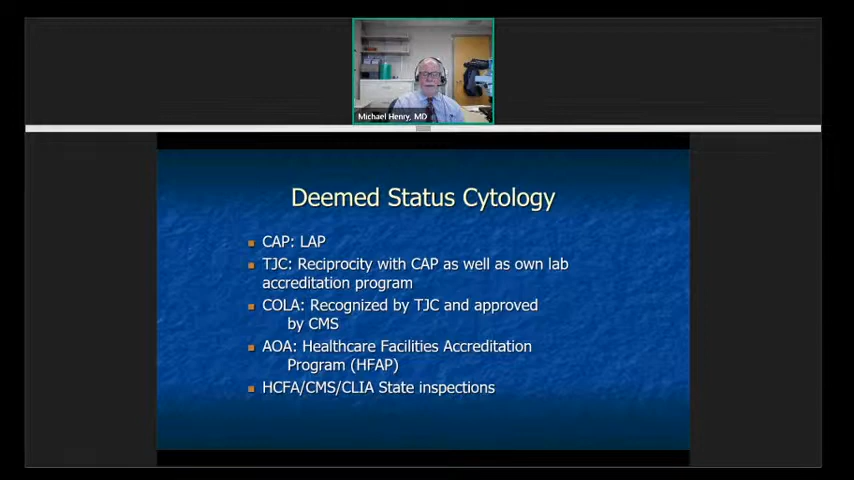 Michael Henry, MD
Deemed Status Cytology
CAP: LAP
TJC: Reciprocity with CAP as well as own lab
accreditation program
COLA: Recognized by TJC and approved
by CMS
AOA: Healthcare Facilities Accreditation
Program (HFAP)
HCFA/CMS/CLIA State inspections